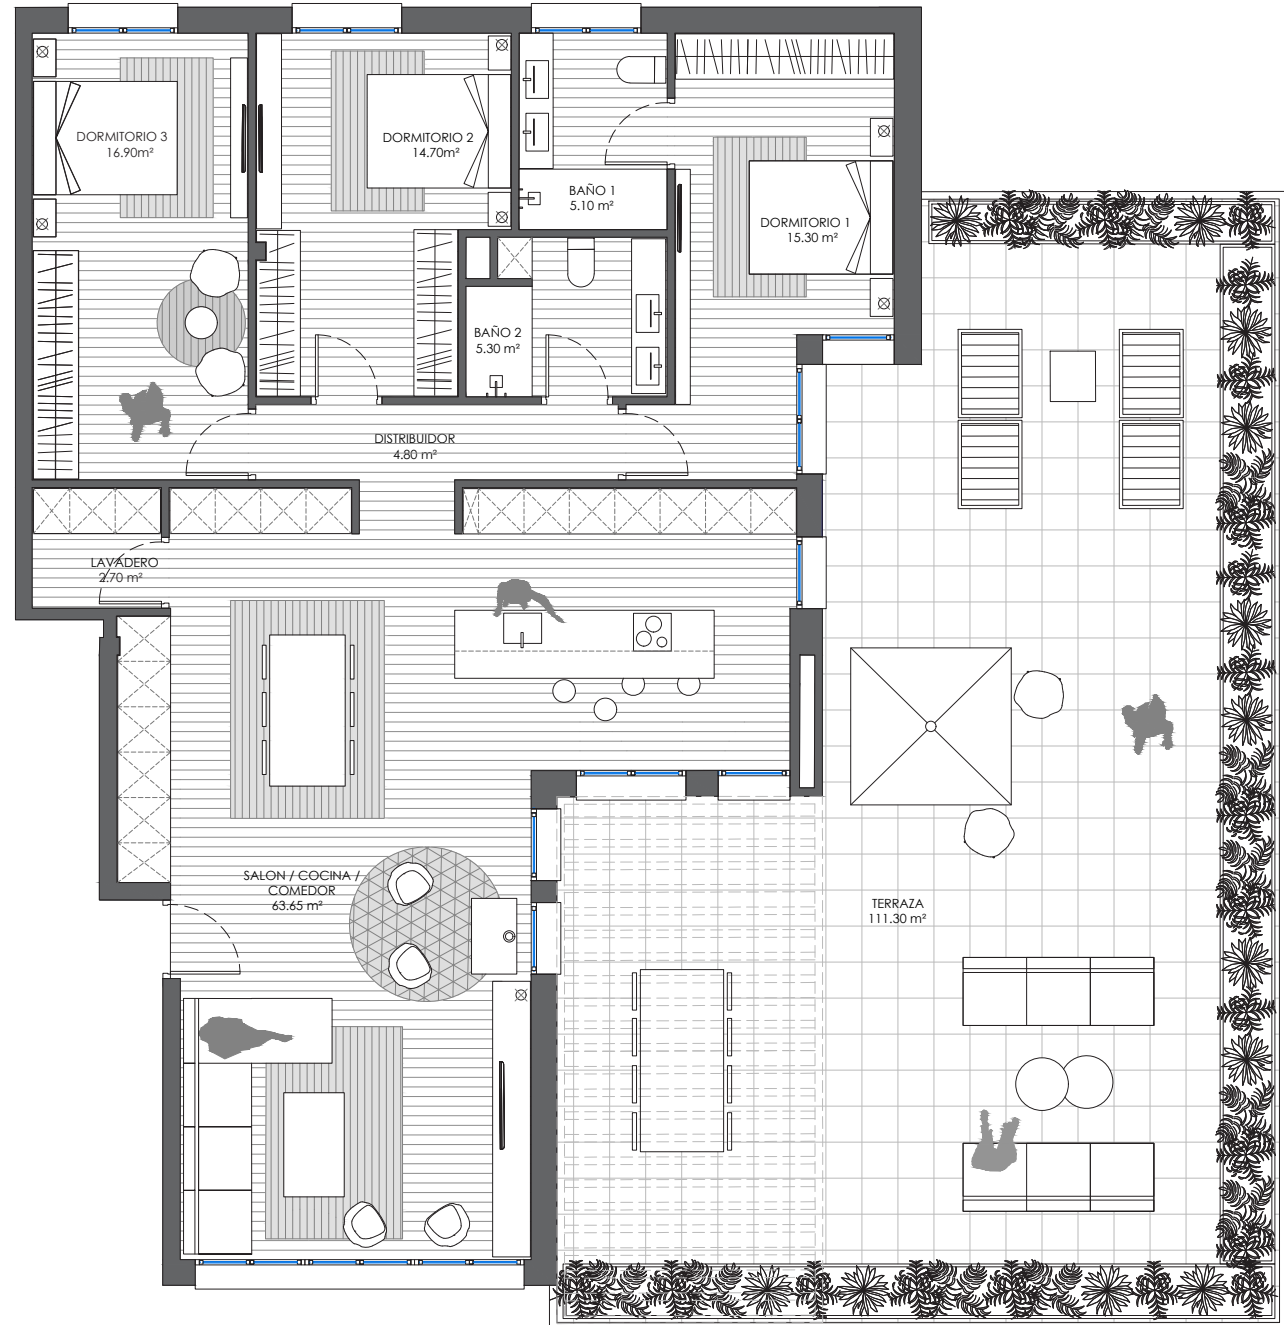 DORMITORIO 3
16.90m²
DORMITORIO 2
14.70m²
BAÑO 1
5.10 m²
DORMITORIO 1
15.30 m²
BAÑO 2
5.30 m²
DISTRIBUIDOR
4.80 m²
LAVADERO
2.70 m²
SALON / COCINA /
COMEDOR
63.65 m²
TERRAZA
111.30 m²